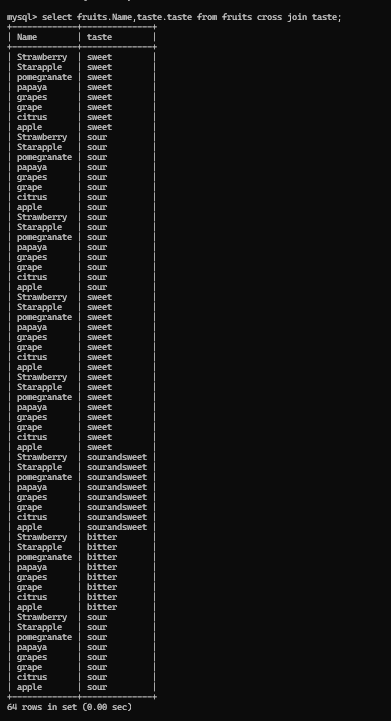 mysql> select fruits.Name,taste.taste from fruits cross join taste;
+-------------+--------------+
| Name | taste |
+-------------+--------------+
| Strawberry | sweet |
| Starapple | sweet |
| pomegranate | sweet |
| papaya | sweet |
| grapes | sweet |
| grape | sweet |
| citrus | sweet |
| apple | sweet |
| Strawberry | sour |
| Starapple | sour |
| pomegranate | sour |
| papaya | sour |
| grapes | sour |
| grape | sour |
| citrus | sour |
| apple | sour |
| Strawberry | sour |
| Starapple | sour |
| pomegranate | sour |
| papaya | sour |
| grapes | sour |
| grape | sour |
| citrus | sour |
| apple | sour |
| Strawberry | sweet |
| Starapple | sweet |
| pomegranate | sweet |
| papaya | sweet |
| grapes | sweet |
| grape | sweet |
| citrus | sweet |
| apple | sweet |
| Strawberry | sweet |
| Starapple | sweet |
| pomegranate | sweet |
| papaya | sweet |
| grapes | sweet |
| grape | sweet |
| citrus | sweet |
| apple | sweet |
| Strawberry | sourandsweet |
| Starapple | sourandsweet |
| pomegranate | sourandsweet |
| papaya | sourandsweet |
| grapes | sourandsweet |
| grape | sourandsweet |
| citrus | sourandsweet |
| apple | sourandsweet |
| Strawberry | bitter |
| Starapple | bitter |
| pomegranate | bitter |
| papaya | bitter |
| grapes | bitter |
| grape | bitter |
| citrus | bitter |
| apple | bitter |
| Strawberry | sour |
| Starapple | sour |
| pomegranate | sour |
| papaya | sour |
| grapes | sour |
| grape | sour |
| citrus | sour |
| apple | sour |
+-------------+--------------+
64 rows in set (0.00 sec)